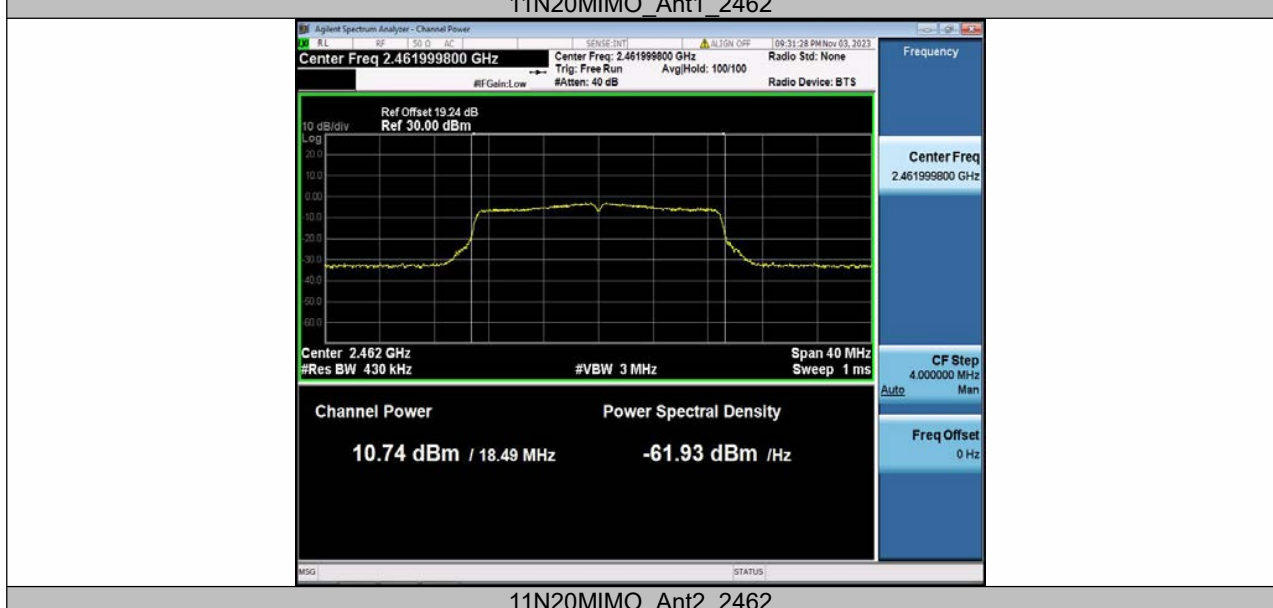 11N20MIMO_Ant1_2462
Agilent Spectrum Analyzer - Channel Power
RL RF 50 Ω AC SENSE:INT ALIGN OFF 09:31:28 PM Nov 03, 2023
Center Freq 2.461999800 GHz
Center Freq: 2.461999800 GHz
Radio Std: None
Trig: Free Run Avg|Hold: 100/100
#IFGain:Low
#Atten: 40 dB
Radio Device: BTS
Frequency
Ref Offset 19.24 dB
10 dB/div Ref 30.00 dBm
Log
20.0
10.0
0.00
-10.0
-20.0
-30.0
-40.0
-50.0
-60.0
Center Freq
2.461999800 GHz
Center 2.462 GHz Span 40 MHz
#Res BW 430 kHz #VBW 3 MHz Sweep 1 ms
CF Step
4.000000 MHz
Auto Man
Channel Power Power Spectral Density
10.74 dBm / 18.49 MHz -61.93 dBm /Hz
Freq Offset
0 Hz
MSG STATUS
11N20MIMO_Ant2_2462